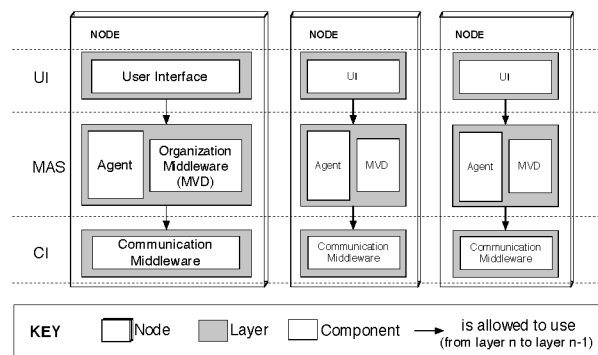 NODE
NODE
NODE
UI
User Interface
UI
UI
MAS
Agent
Organization
Middleware
(MVD)
Agent
MVD
Agent
MVD
CI
Communication
Middleware
Communication
Middleware
Communication
Middleware
KEY
Node
Layer
Component
is allowed to use
(from layer n to layer n-1)